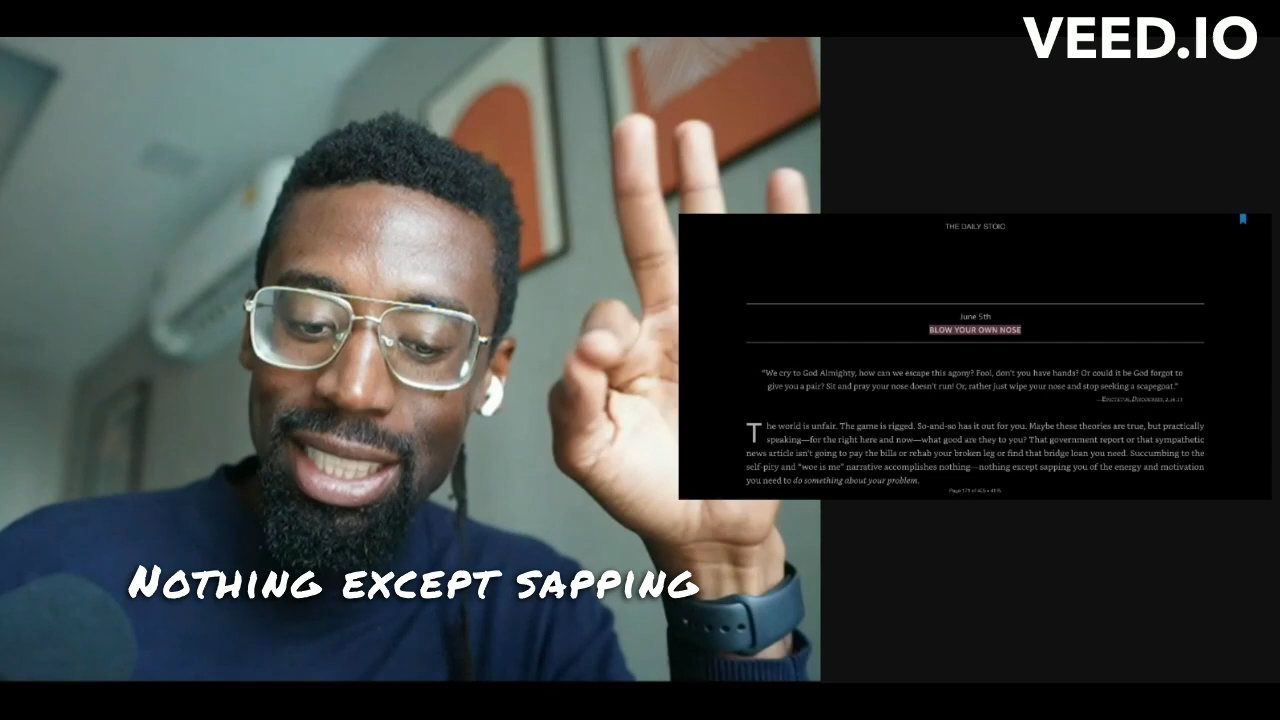 VEED.IO
THE DAILY STOIC
June 5th
BLOW YOUR OWN NOSE
"We cry to God Almighty, how can we escape this agony? Fool, don't you have hands? Or could it be God forgot to
give you a pair? Sit and pray your nose doesn't run! Or, rather just wipe your nose and stop seeking a scapegoat."
—EPICTETUS, DISCOURSES, 2.16.13
The world is unfair. The game is rigged. So-and-so has it out for you. Maybe these theories are true, but practically
speaking—for the right here and now—what good are they to you? That government report or that sympathetic
news article isn't going to pay the bills or rehab your broken leg or find that bridge loan you need. Succumbing to the
self-pity and "woe is me" narrative accomplishes nothing—nothing except sapping you of the energy and motivation
you need to do something about your problem.
NOTHING EXCEPT SAPPING